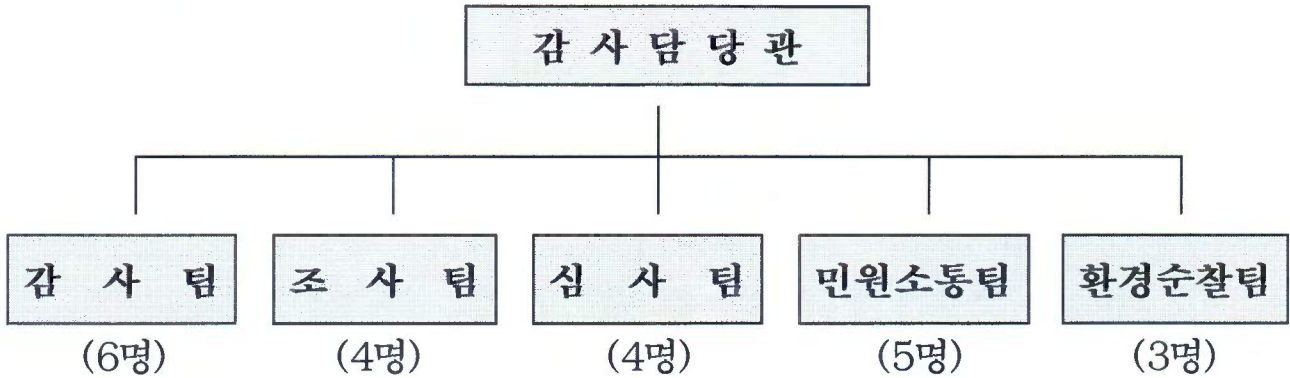 감 사 담 당 관
감 사 팀 조 사 팀 심 사 팀 민원소통팀 환경순찰팀
(6명) (4명) (4명) (5명) (3명)